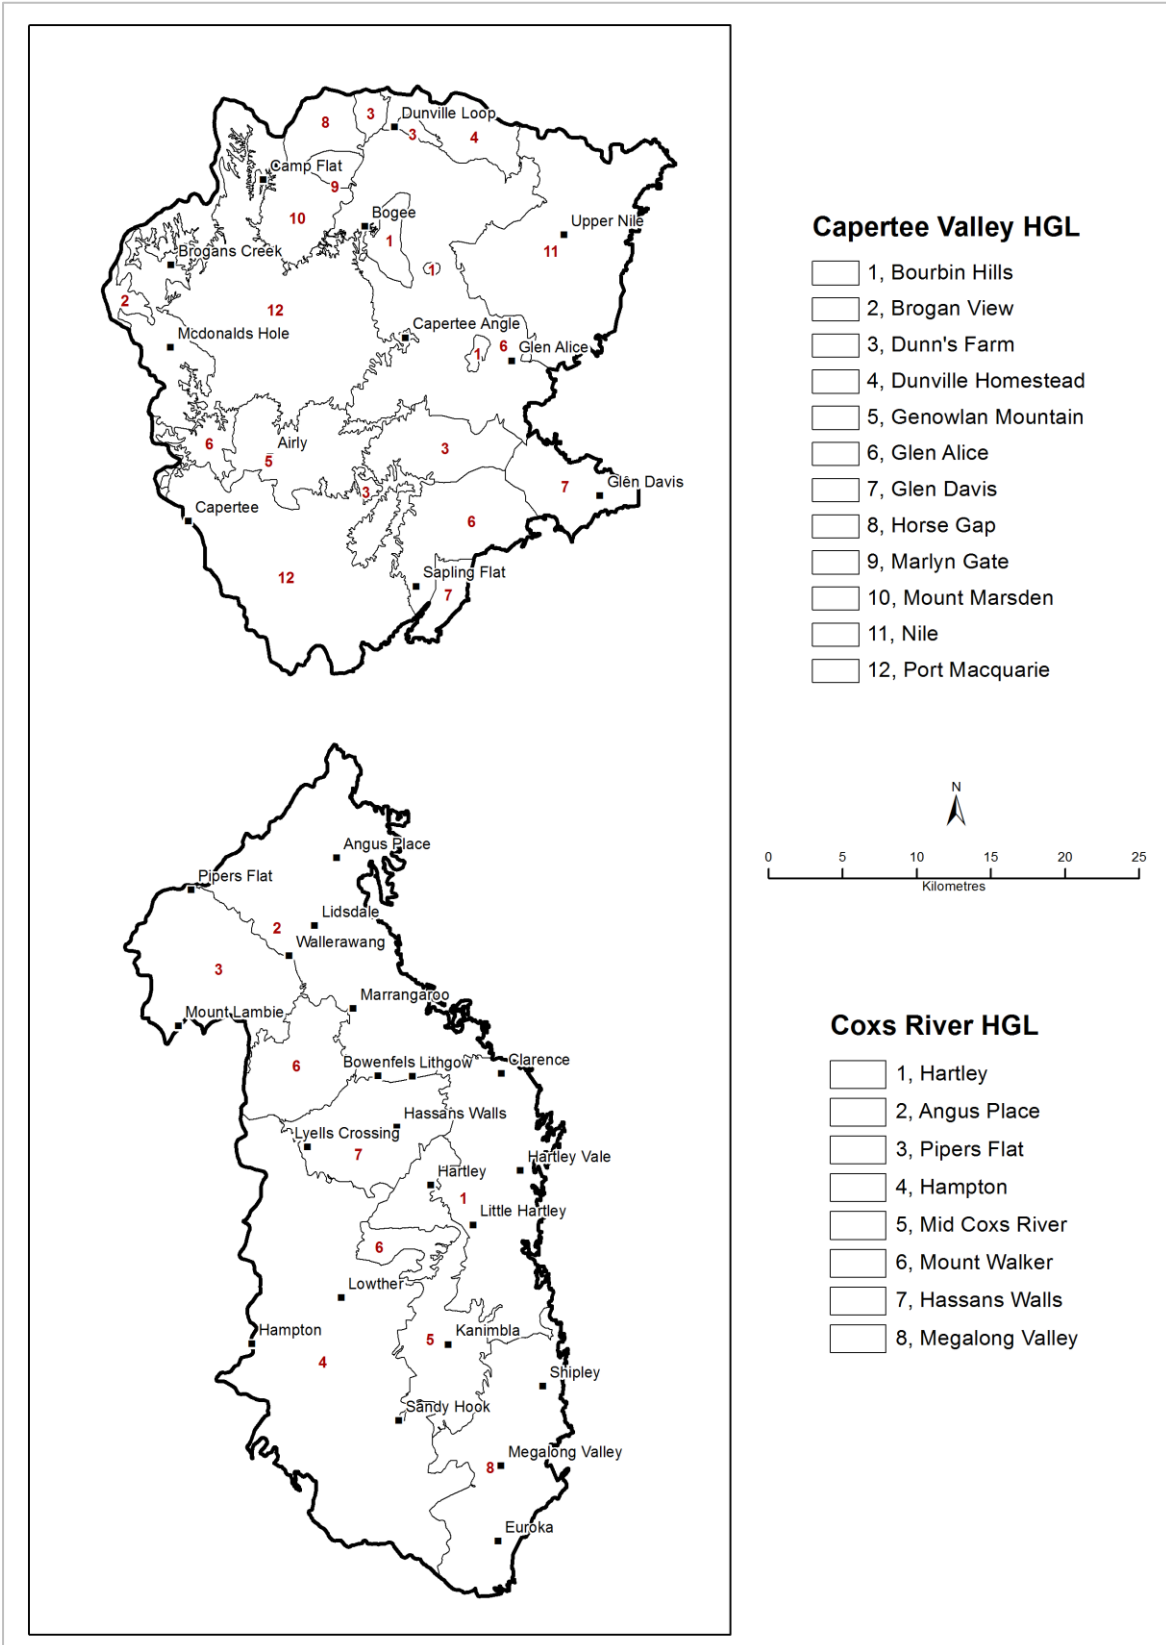 8
3
Dunville Loop
3
4
Camp Flat
9
10
Bogee
1
Upper Nile
11
Brogans Creek
1
2
12
Mcdonalds Hole
Capertee Angle
1
6
Glen Alice
6
Airly
5
3
3
7
Glen Davis
Capertee
6
12
Sapling Flat
7
Capertee Valley HGL
1, Bourbin Hills
2, Brogan View
3, Dunn's Farm
4, Dunville Homestead
5, Genowlan Mountain
6, Glen Alice
7, Glen Davis
8, Horse Gap
9, Marlyn Gate
10, Mount Marsden
11, Nile
12, Port Macquarie
N
0 5 10 15 20 25
Kilometres
Angus Place
Pipers Flat
Lidsdale
2
Wallerawang
3
Marrangaroo
Mount Lambie
6
Bowenfels Lithgow
Clarence
Hassans Walls
Lyells Crossing
7
Hartley Vale
Hartley
1
Little Hartley
6
Lowther
Hampton
5
Kanimbla
4
Shipley
Sandy Hook
Megalong Valley
8
Euroka
Coxs River HGL
1, Hartley
2, Angus Place
3, Pipers Flat
4, Hampton
5, Mid Coxs River
6, Mount Walker
7, Hassans Walls
8, Megalong Valley